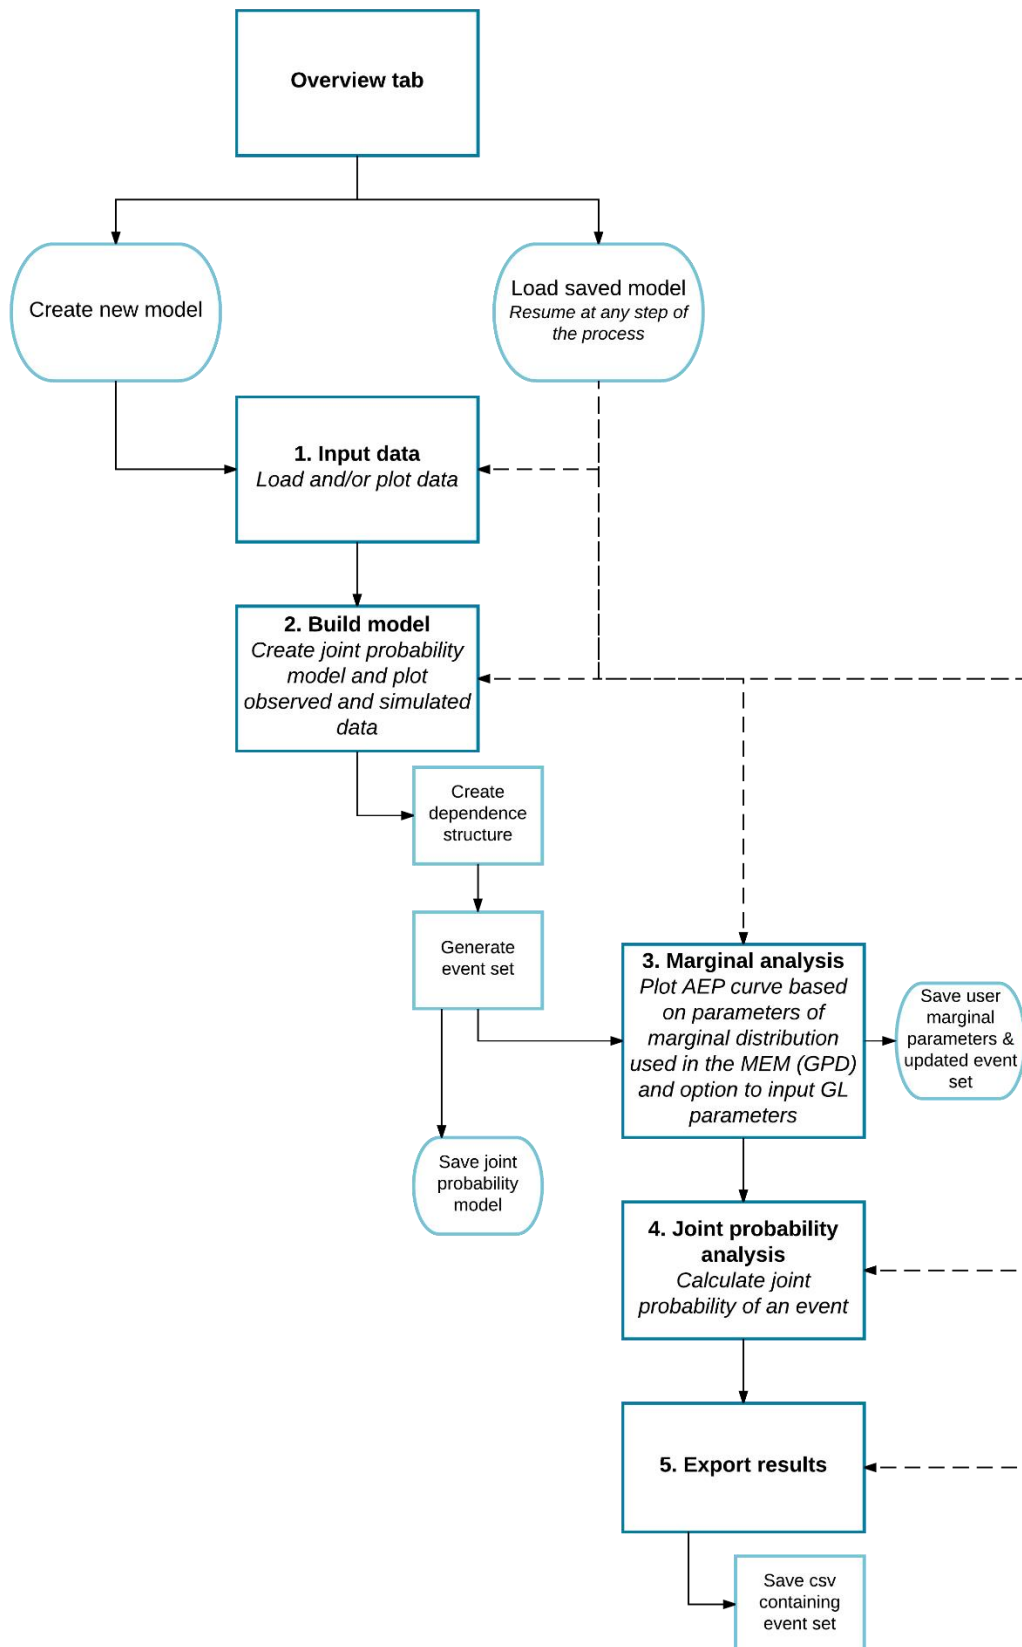 Overview tab
Create new model
Load saved model
Resume at any step of
the process
1. Input data
Load and/or plot data
2. Build model
Create joint probability
model and plot
observed and simulated
data
Create
dependence
structure
Generate
event set
Save joint
probability
model
3. Marginal analysis
Plot AEP curve based
on parameters of
marginal distribution
used in the MEM (GPD)
and option to input GL
parameters
Save user
marginal
parameters &
updated event
set
4. Joint probability
analysis
Calculate joint
probability of an event
5. Export results
Save csv
containing
event set